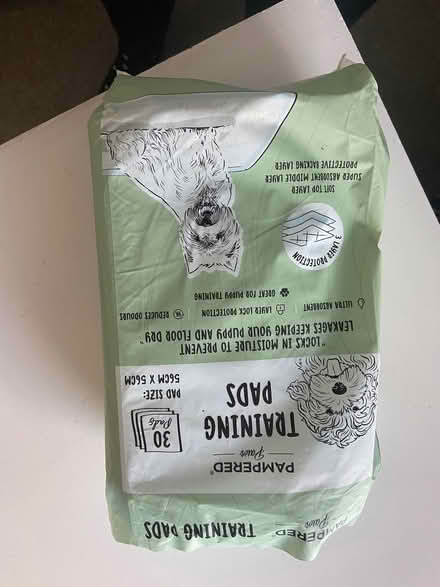 PAMPERED®
Paws
TRAINING PADS
PAMPERED®
Paws
TRAINING
PADS
30
Pads
PAD SIZE:
56CM X 56CM
"LOCKS IN MOISTURE TO PREVENT
LEAKAGES KEEPING YOUR PUPPY AND FLOOR DRY"
ULTRA ABSORBENT LAYER LOCK PROTECTION REDUCES ODOURS
GREAT FOR PUPPY TRAINING
3 LAYER PROTECTION
SOFT TOP LAYER
SUPER ABSORBENT MIDDLE LAYER
PROTECTIVE BACKING LAYER